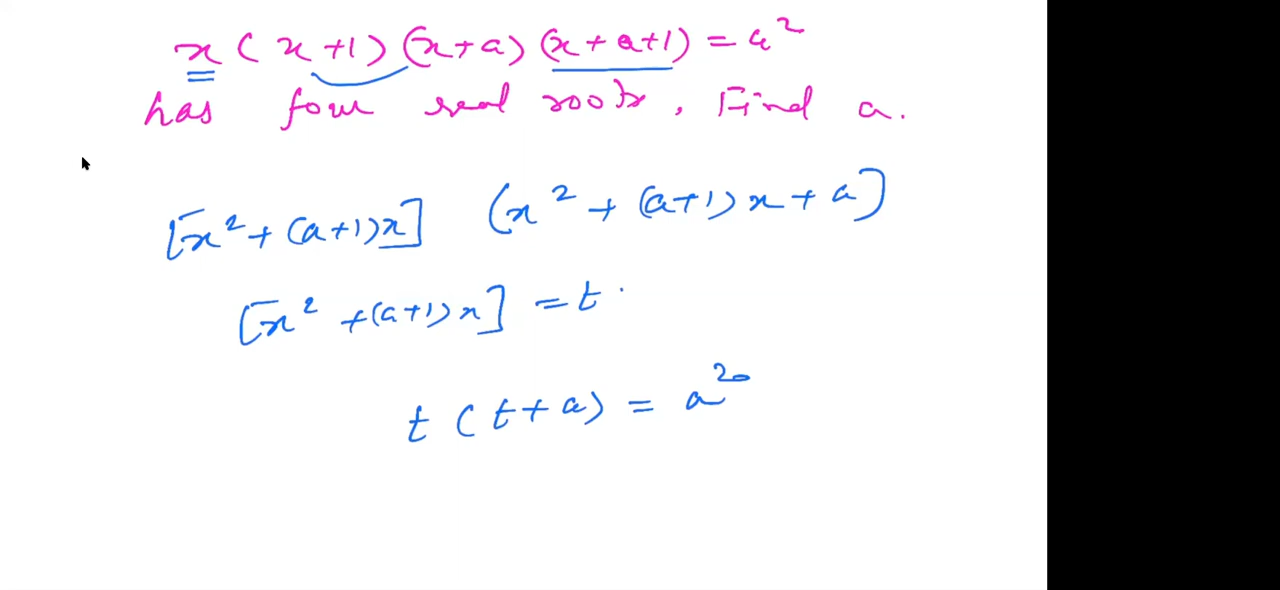 x (x+1) (x+a) (x+a+1) = a²
has four real roots, Find a.
[x² + (a+1)x] (x² + (a+1)x + a]
[x² + (a+1)x] = t.
t (t+a) = a²